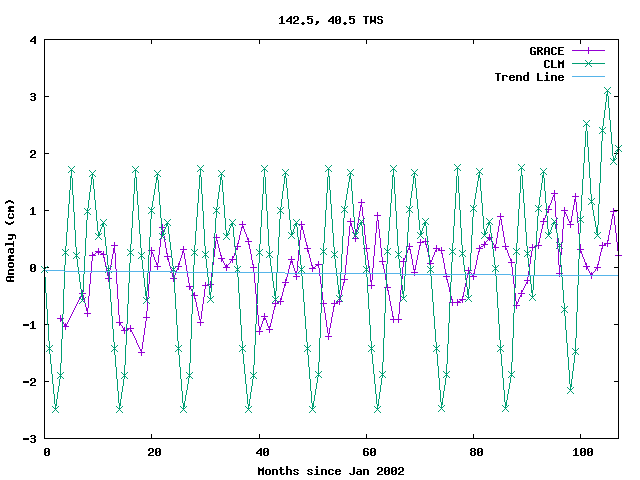 142.5, 40.5 TWS
GRACE
CLM
Trend Line
4
3
2
1
0
-1
-2
-3
Anomaly (cm)
0 20 40 60 80 100
Months since Jan 2002